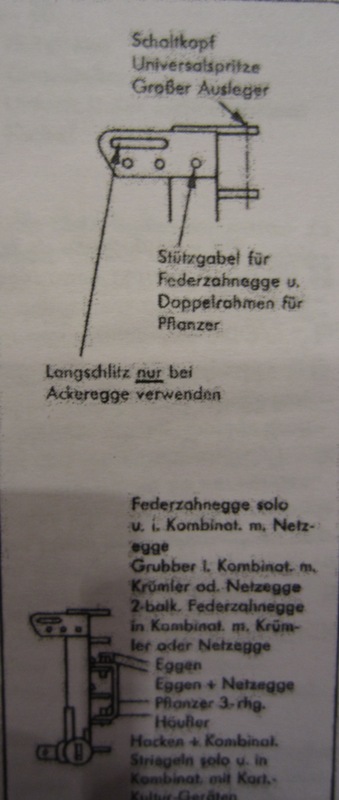 Schaltkopf
Universalspritze
Großer Ausleger
Stützgabel für
Federzahnegge u.
Doppelrahmen für
Pflanzer
Langschlitz nur bei
Ackeregge verwenden
Federzahnegge solo
u. i. Kombinat. m. Netz-
egge
Grubber i. Kombinat. m.
Krümler od. Netzegge
2-balk. Federzahnegge
in Kombinat. m. Krüm-
ler oder Netzegge
Eggen
Eggen + Netzegge
Pflanzer 3-rhg.
Häufler
Hacken + Kombinat.
Striegeln solo u. in
Kombinat. mit Kart.-
Kultur-Geräten